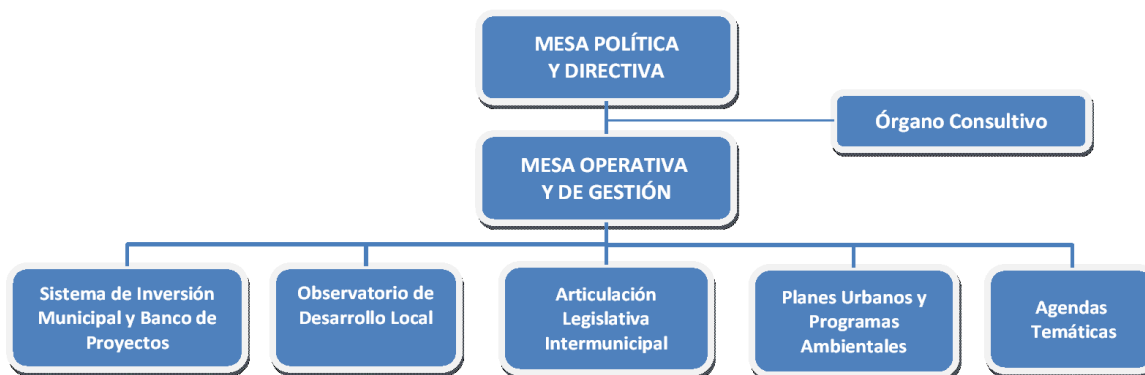 MESA POLÍTICA
Y DIRECTIVA
Órgano Consultivo
MESA OPERATIVA
Y DE GESTIÓN
Sistema de Inversión
Municipal y Banco de
Proyectos
Observatorio de
Desarrollo Local
Articulación
Legislativa
Intermunicipal
Planes Urbanos y
Programas
Ambientales
Agendas
Temáticas